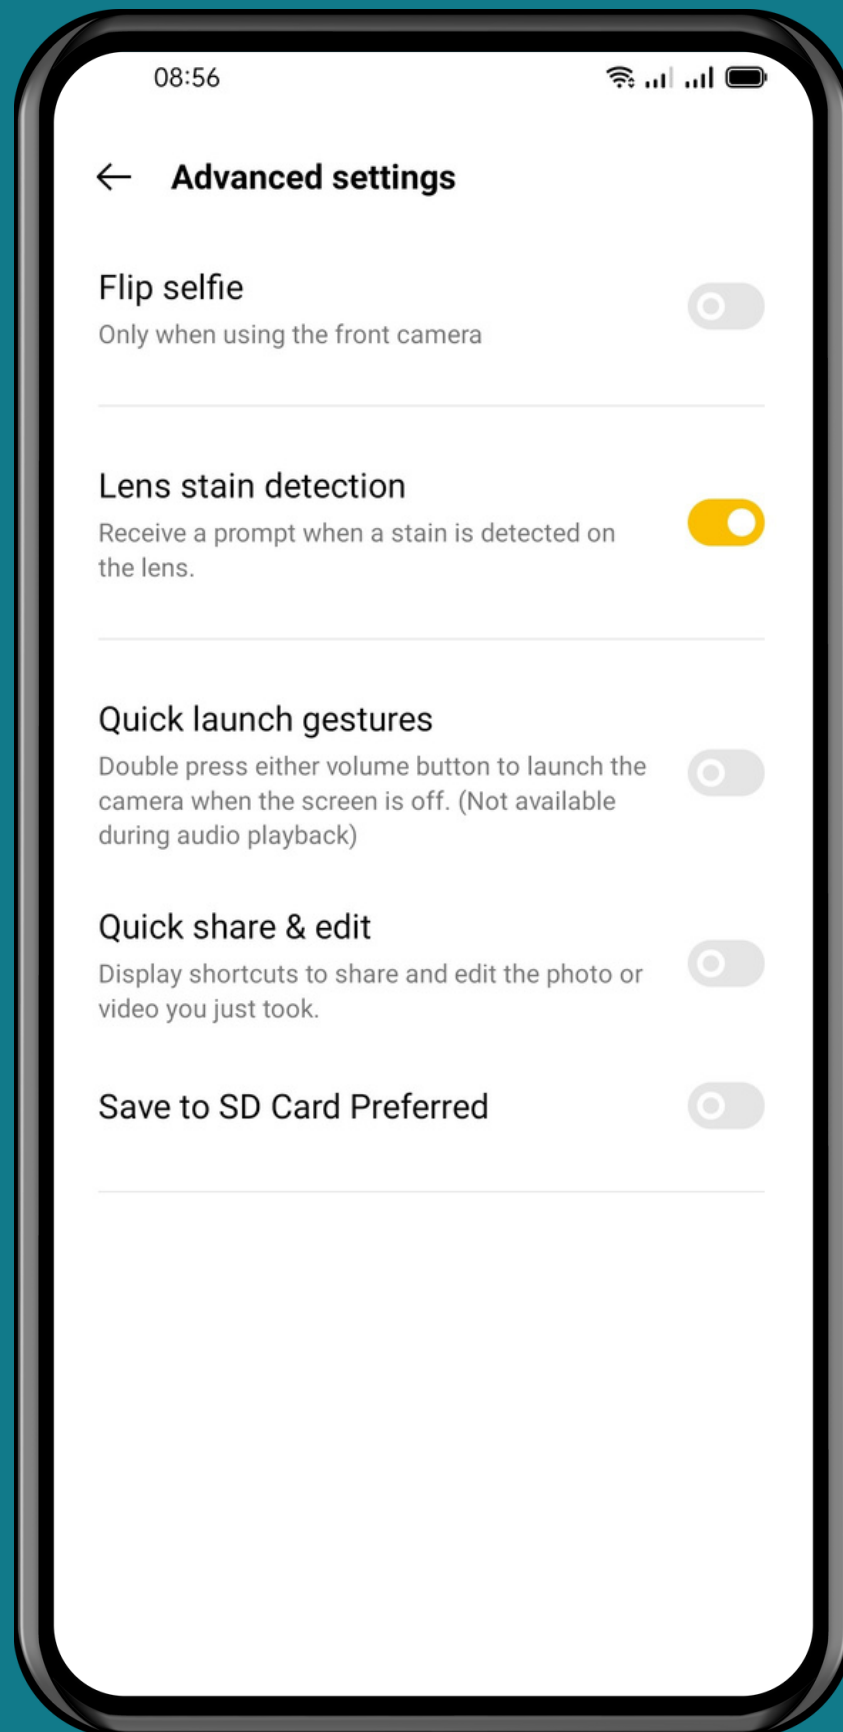 08:56
Advanced settings
Flip selfie
Only when using the front camera
Lens stain detection
Receive a prompt when a stain is detected on
the lens.
Quick launch gestures
Double press either volume button to launch the
camera when the screen is off. (Not available
during audio playback)
Quick share & edit
Display shortcuts to share and edit the photo or
video you just took.
Save to SD Card Preferred